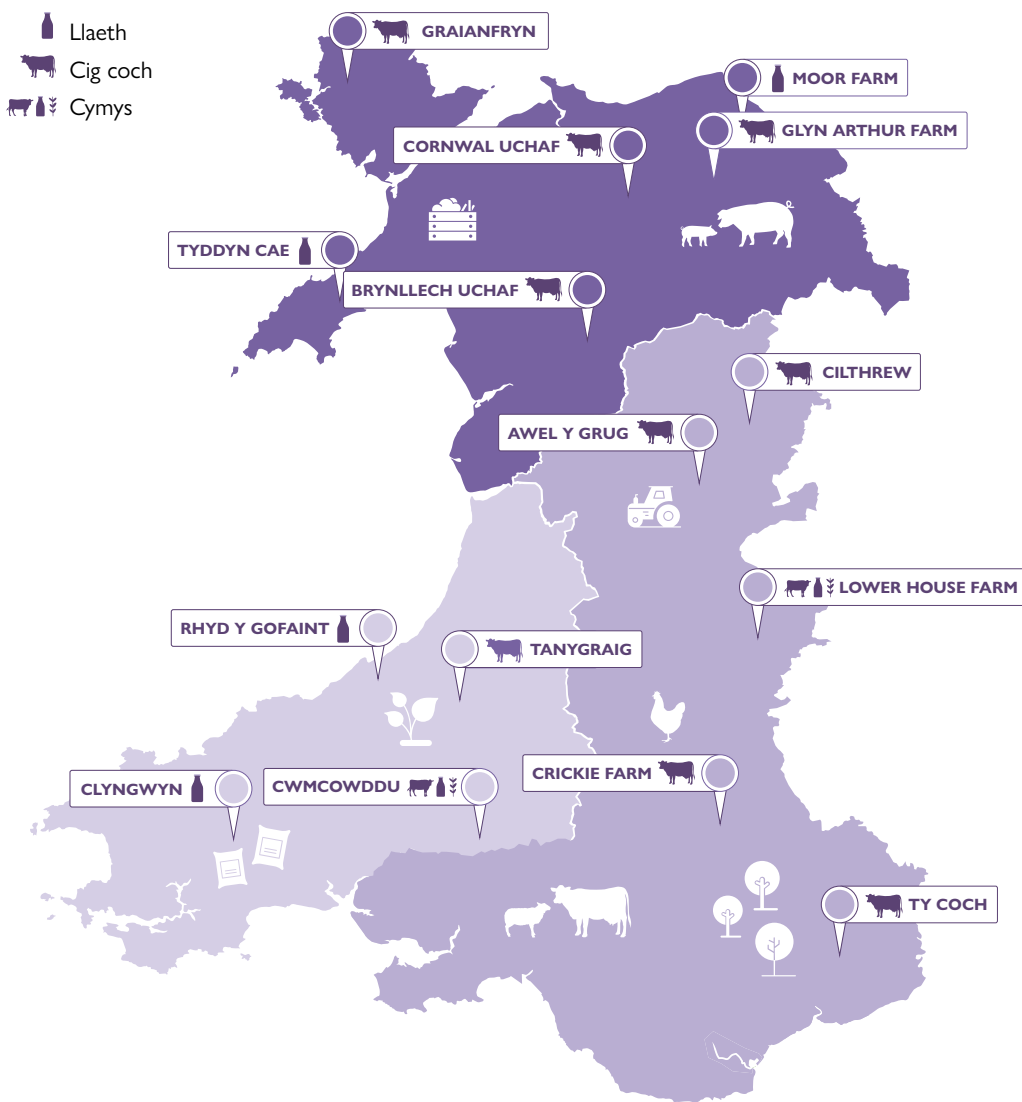 Llaeth
Cig coch
Cymys
GRAIANFRYN
MOOR FARM
GLYN ARTHUR FARM
CORNWAL UCHAF
TYDDYN CAE
BRYNLLECH UCHAF
CILTHREW
AWEL Y GRUG
LOWER HOUSE FARM
RHYD Y GOFAINT
TANYGRAIG
CRICKIE FARM
CLYNGWYN
CWMCOWDDU
TY COCH